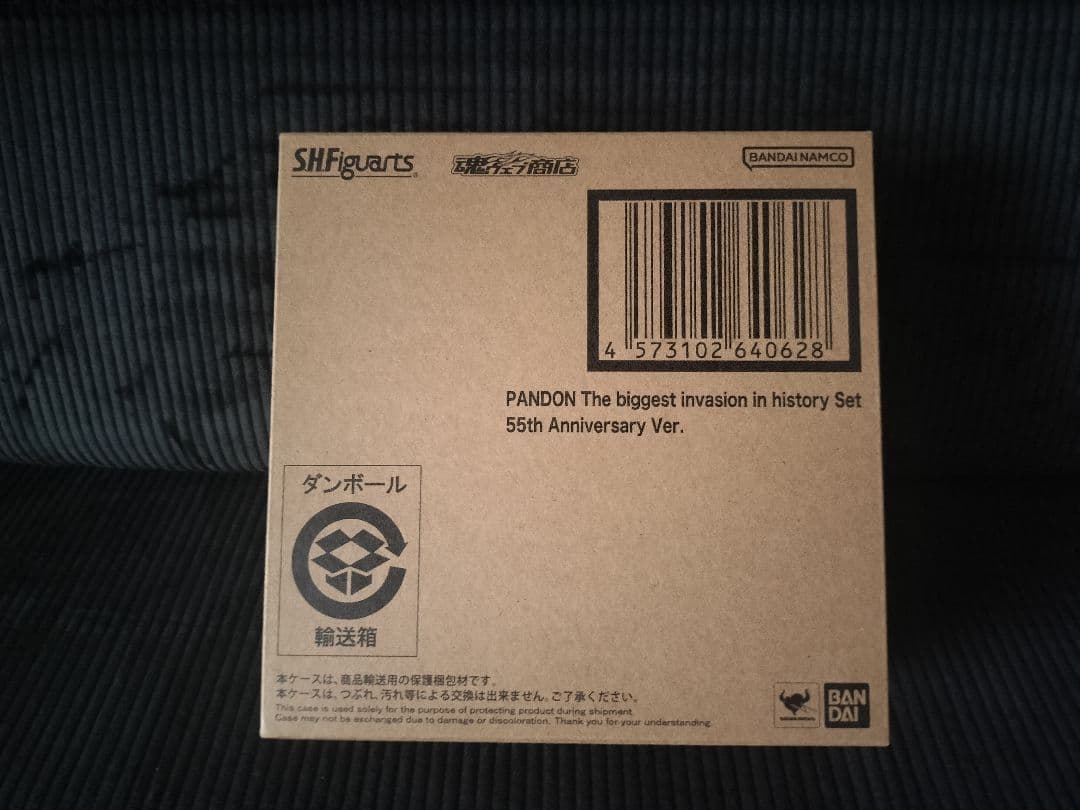 S.H.Figuarts
魂ウェブ商店
BANDAI NAMCO
4 573102 640628
PANDON The biggest invasion in history Set
55th Anniversary Ver.
ダンボール
輸送箱
本ケースは、商品輸送用の保護梱包材です。
本ケースは、つぶれ、汚れ等による交換は出来ません。ご了承ください。
This case is used solely for the purpose of protecting product during shipment.
Case may not be exchanged due to damage or discoloration. Thank you for your understanding.
BAN
DAI